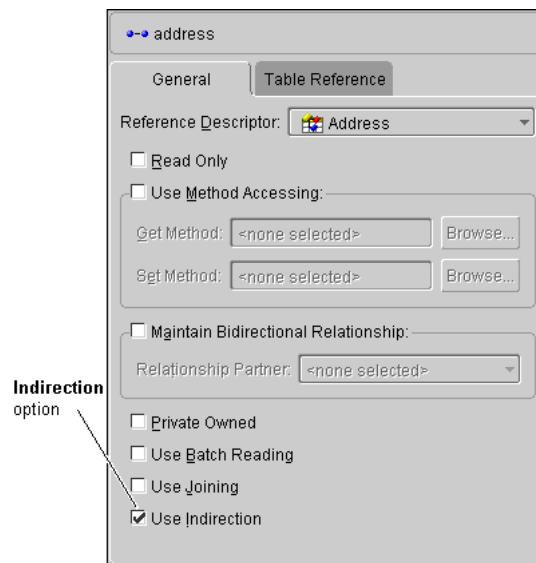 address
General Table Reference
Reference Descriptor: Address
Read Only
Use Method Accessing:
Get Method: <none selected> Browse...
Set Method: <none selected> Browse...
Maintain Bidirectional Relationship:
Relationship Partner: <none selected>
Indirection
option
Private Owned
Use Batch Reading
Use Joining
Use Indirection